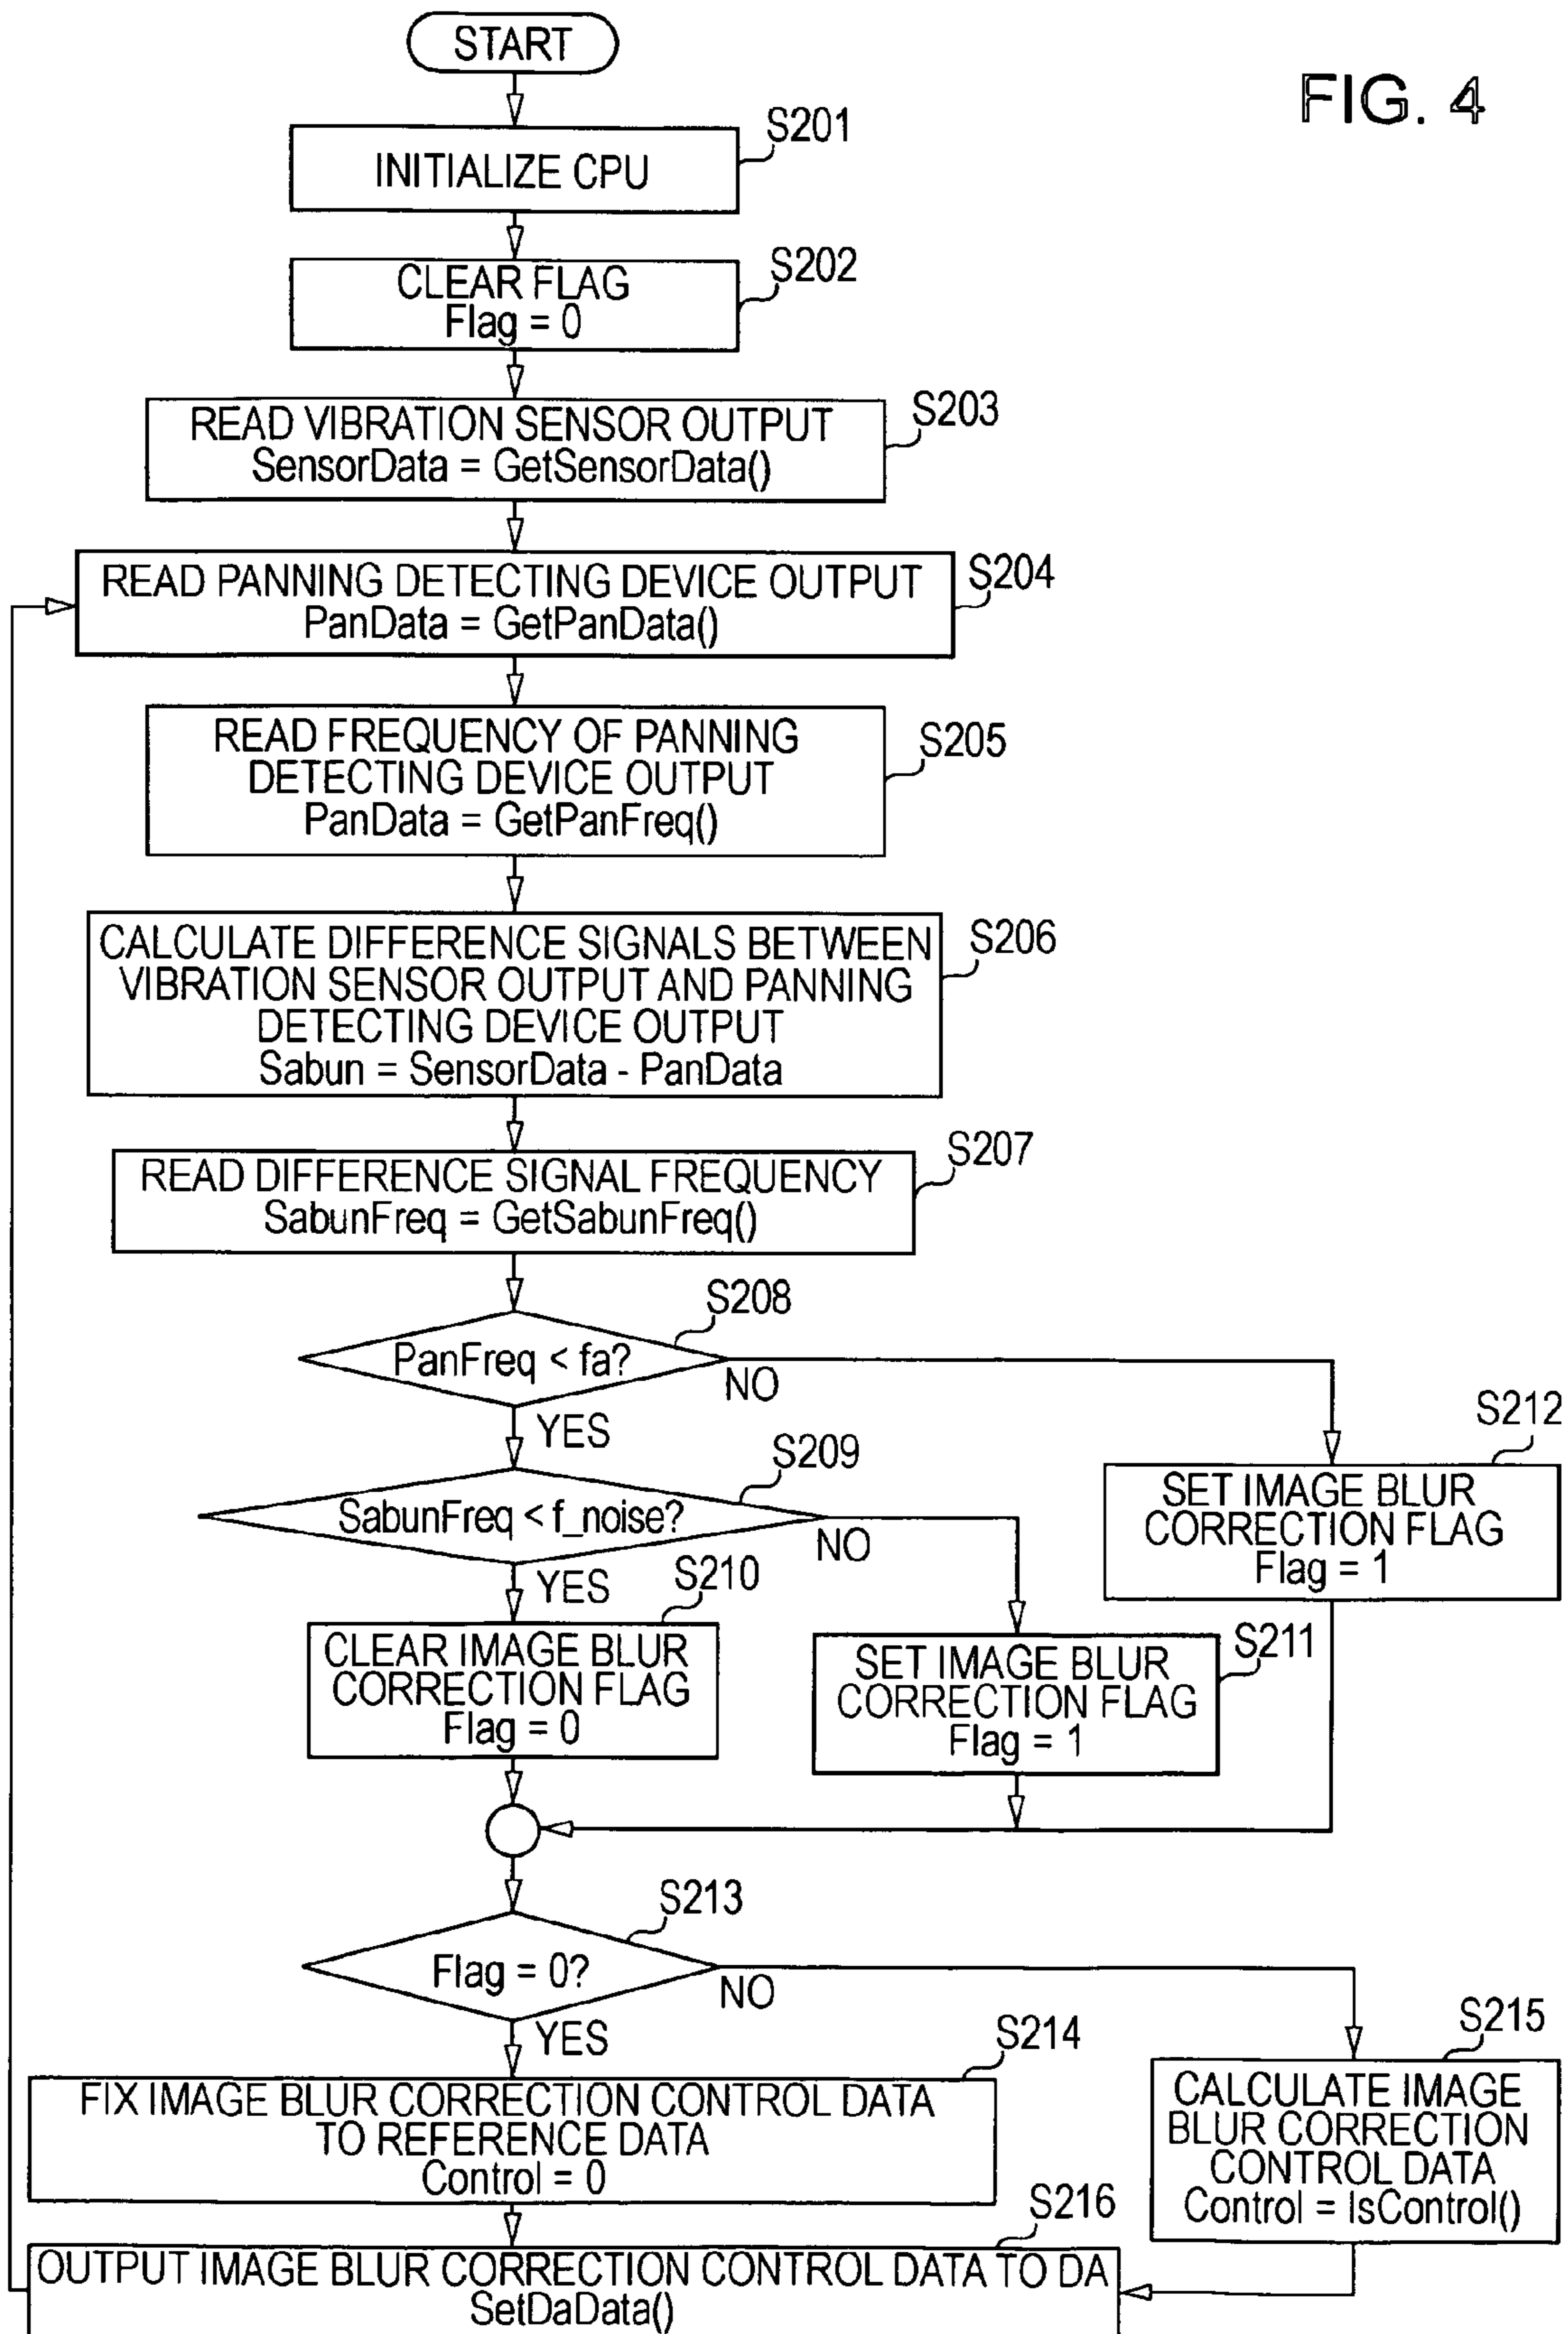 FIG. 4
START
S201
INITIALIZE CPU
S202
CLEAR FLAG
Flag = 0
S203
READ VIBRATION SENSOR OUTPUT
SensorData = GetSensorData()
S204
READ PANNING DETECTING DEVICE OUTPUT
PanData = GetPanData()
S205
READ FREQUENCY OF PANNING
DETECTING DEVICE OUTPUT
PanData = GetPanFreq()
S206
CALCULATE DIFFERENCE SIGNALS BETWEEN
VIBRATION SENSOR OUTPUT AND PANNING
DETECTING DEVICE OUTPUT
Sabun = SensorData - PanData
S207
READ DIFFERENCE SIGNAL FREQUENCY
SabunFreq = GetSabunFreq()
S208
PanFreq < fa?
NO
YES
S212
SET IMAGE BLUR
CORRECTION FLAG
Flag = 1
S209
SabunFreq < f_noise?
NO
YES
S210
CLEAR IMAGE BLUR
CORRECTION FLAG
Flag = 0
S211
SET IMAGE BLUR
CORRECTION FLAG
Flag = 1
S213
Flag = 0?
NO
YES
S214
FIX IMAGE BLUR CORRECTION CONTROL DATA
TO REFERENCE DATA
Control = 0
S215
CALCULATE IMAGE
BLUR CORRECTION
CONTROL DATA
Control = IsControl()
S216
OUTPUT IMAGE BLUR CORRECTION CONTROL DATA TO DA
SetDaData()